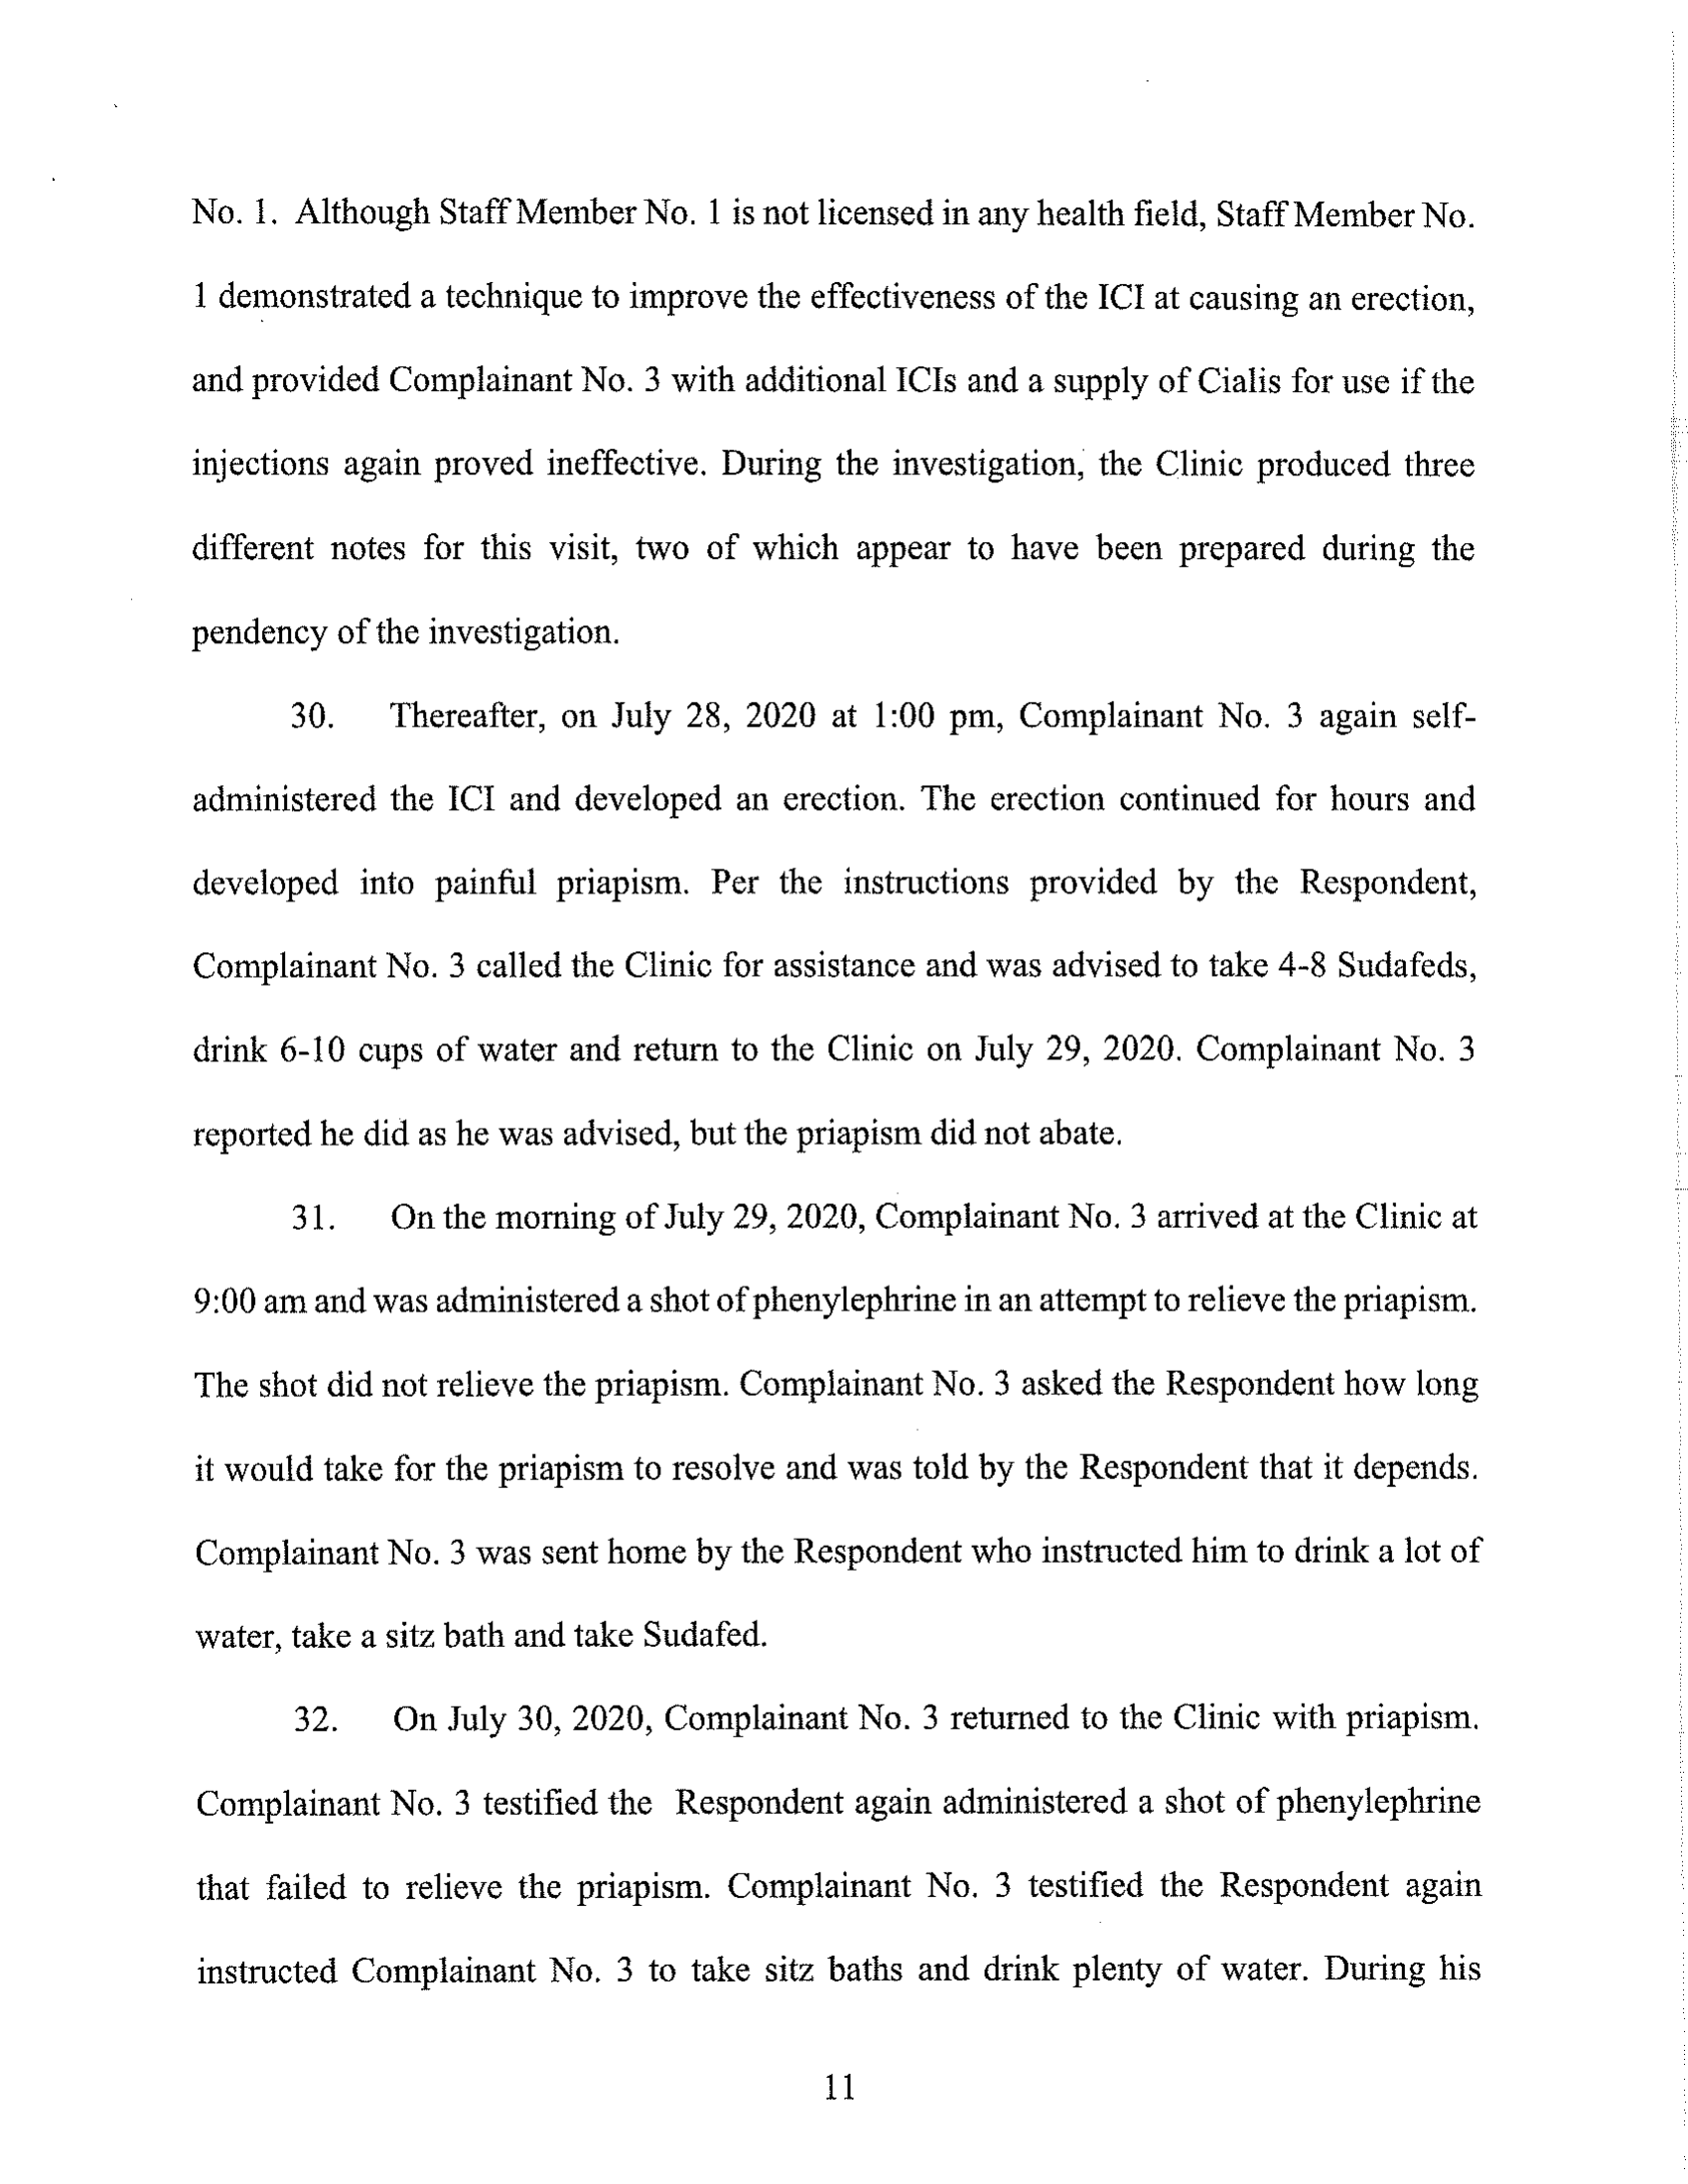 No. 1. Although Staff Member No. 1 is not licensed in any health field, Staff Member No.
1 demonstrated a technique to improve the effectiveness of the ICI at causing an erection,
and provided Complainant No. 3 with additional ICIs and a supply of Cialis for use if the
injections again proved ineffective. During the investigation, the Clinic produced three
different notes for this visit, two of which appear to have been prepared during the
pendency of the investigation.
30. Thereafter, on July 28, 2020 at 1:00 pm, Complainant No. 3 again self-
administered the ICI and developed an erection. The erection continued for hours and
developed into painful priapism. Per the instructions provided by the Respondent,
Complainant No. 3 called the Clinic for assistance and was advised to take 4-8 Sudafeds,
drink 6-10 cups of water and return to the Clinic on July 29, 2020. Complainant No. 3
reported he did as he was advised, but the priapism did not abate.
31. On the morning of July 29, 2020, Complainant No. 3 arrived at the Clinic at
9:00 am and was administered a shot of phenylephrine in an attempt to relieve the priapism.
The shot did not relieve the priapism. Complainant No. 3 asked the Respondent how long
it would take for the priapism to resolve and was told by the Respondent that it depends.
Complainant No. 3 was sent home by the Respondent who instructed him to drink a lot of
water, take a sitz bath and take Sudafed.
32. On July 30, 2020, Complainant No. 3 returned to the Clinic with priapism.
Complainant No. 3 testified the Respondent again administered a shot of phenylephrine
that failed to relieve the priapism. Complainant No. 3 testified the Respondent again
instructed Complainant No. 3 to take sitz baths and drink plenty of water. During his
11